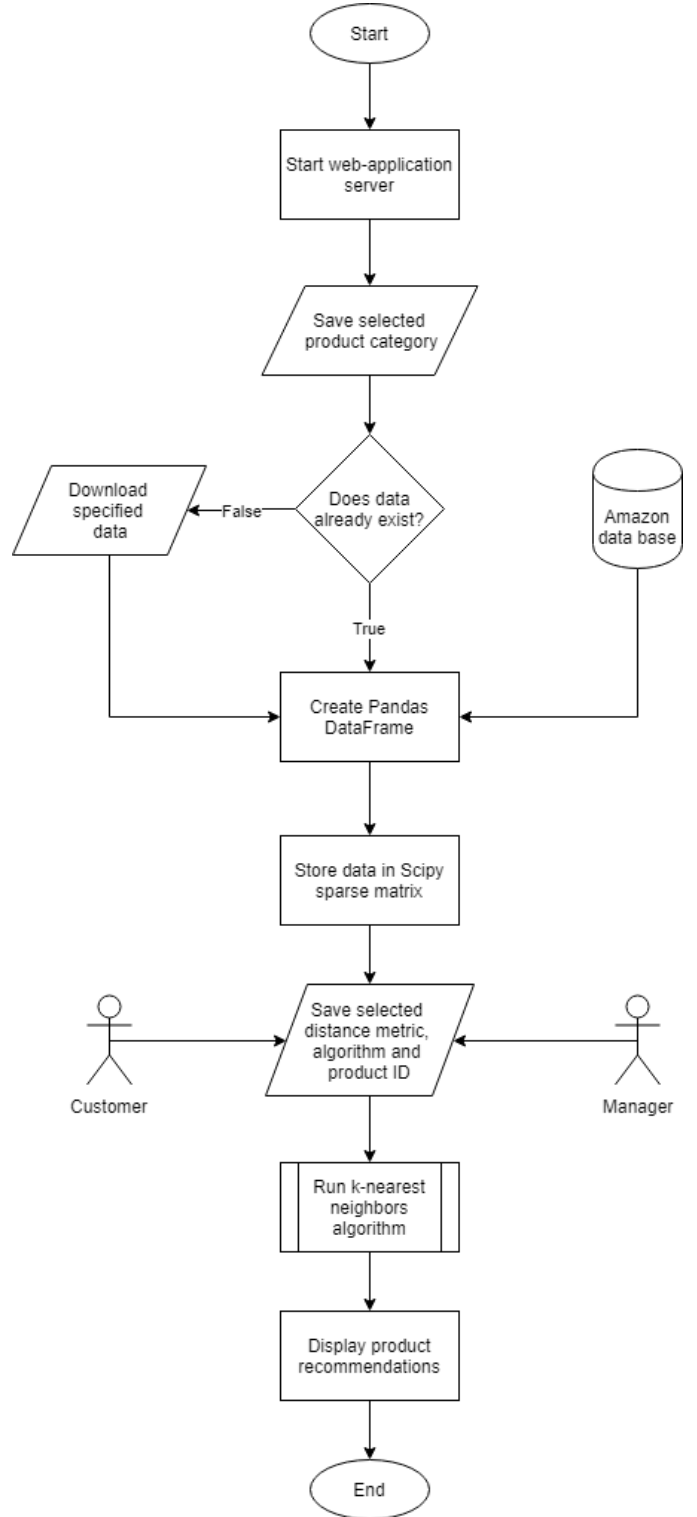 Start
Start web-application
server
Save selected
product category
Does data
already exist?
False
Download
specified
data
Amazon
data base
True
Create Pandas
DataFrame
Store data in Scipy
sparse matrix
Save selected
distance metric,
algorithm and
product ID
Customer
Manager
Run k-nearest
neighbors
algorithm
Display product
recommendations
End